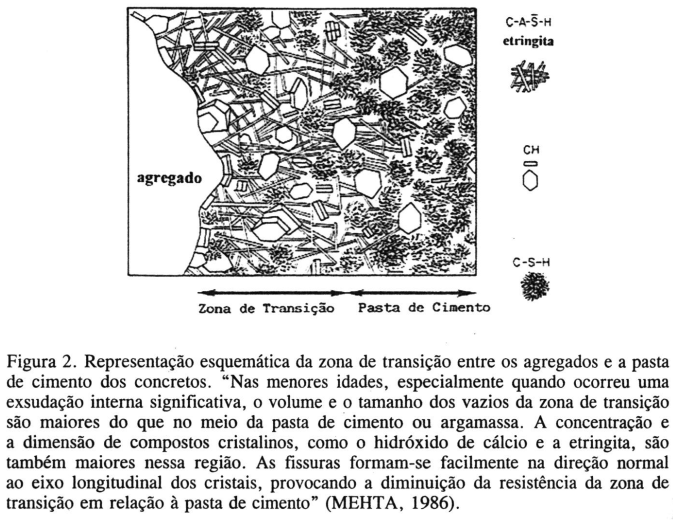 C-A-S̅-H
etringita
CH
agregado
C-S-H
Zona de Transição
Pasta de Cimento
Figura 2. Representação esquemática da zona de transição entre os agregados e a pasta
de cimento dos concretos. “Nas menores idades, especialmente quando ocorreu uma
exsudação interna significativa, o volume e o tamanho dos vazios da zona de transição
são maiores do que no meio da pasta de cimento ou argamassa. A concentração e
a dimensão de compostos cristalinos, como o hidróxido de cálcio e a etringita, são
também maiores nessa região. As fissuras formam-se facilmente na direção normal
ao eixo longitudinal dos cristais, provocando a diminuição da resistência da zona de
transição em relação à pasta de cimento” (MEHTA, 1986).